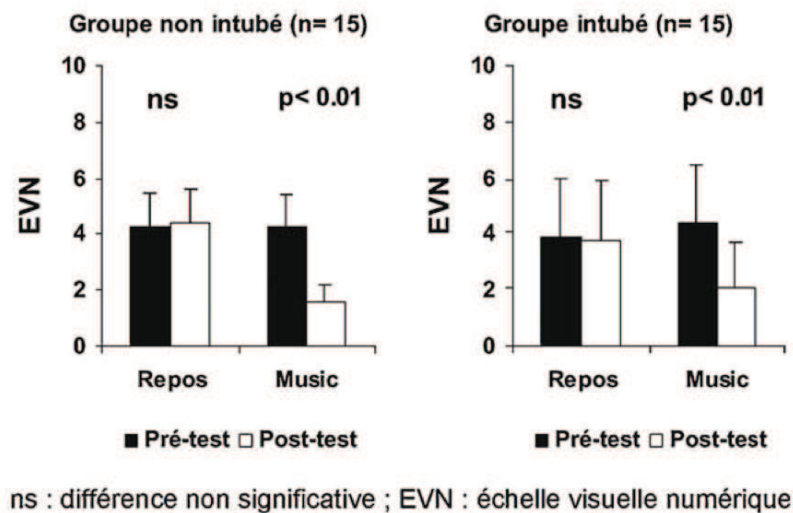 Groupe non intubé (n= 15)
EVN
10
8
6
4
2
0
ns
p< 0.01
Repos
Music
Pré-test
Post-test
Groupe intubé (n= 15)
EVN
10
8
6
4
2
0
ns
p< 0.01
Repos
Music
Pré-test
Post-test
ns : différence non significative ; EVN : échelle visuelle numérique